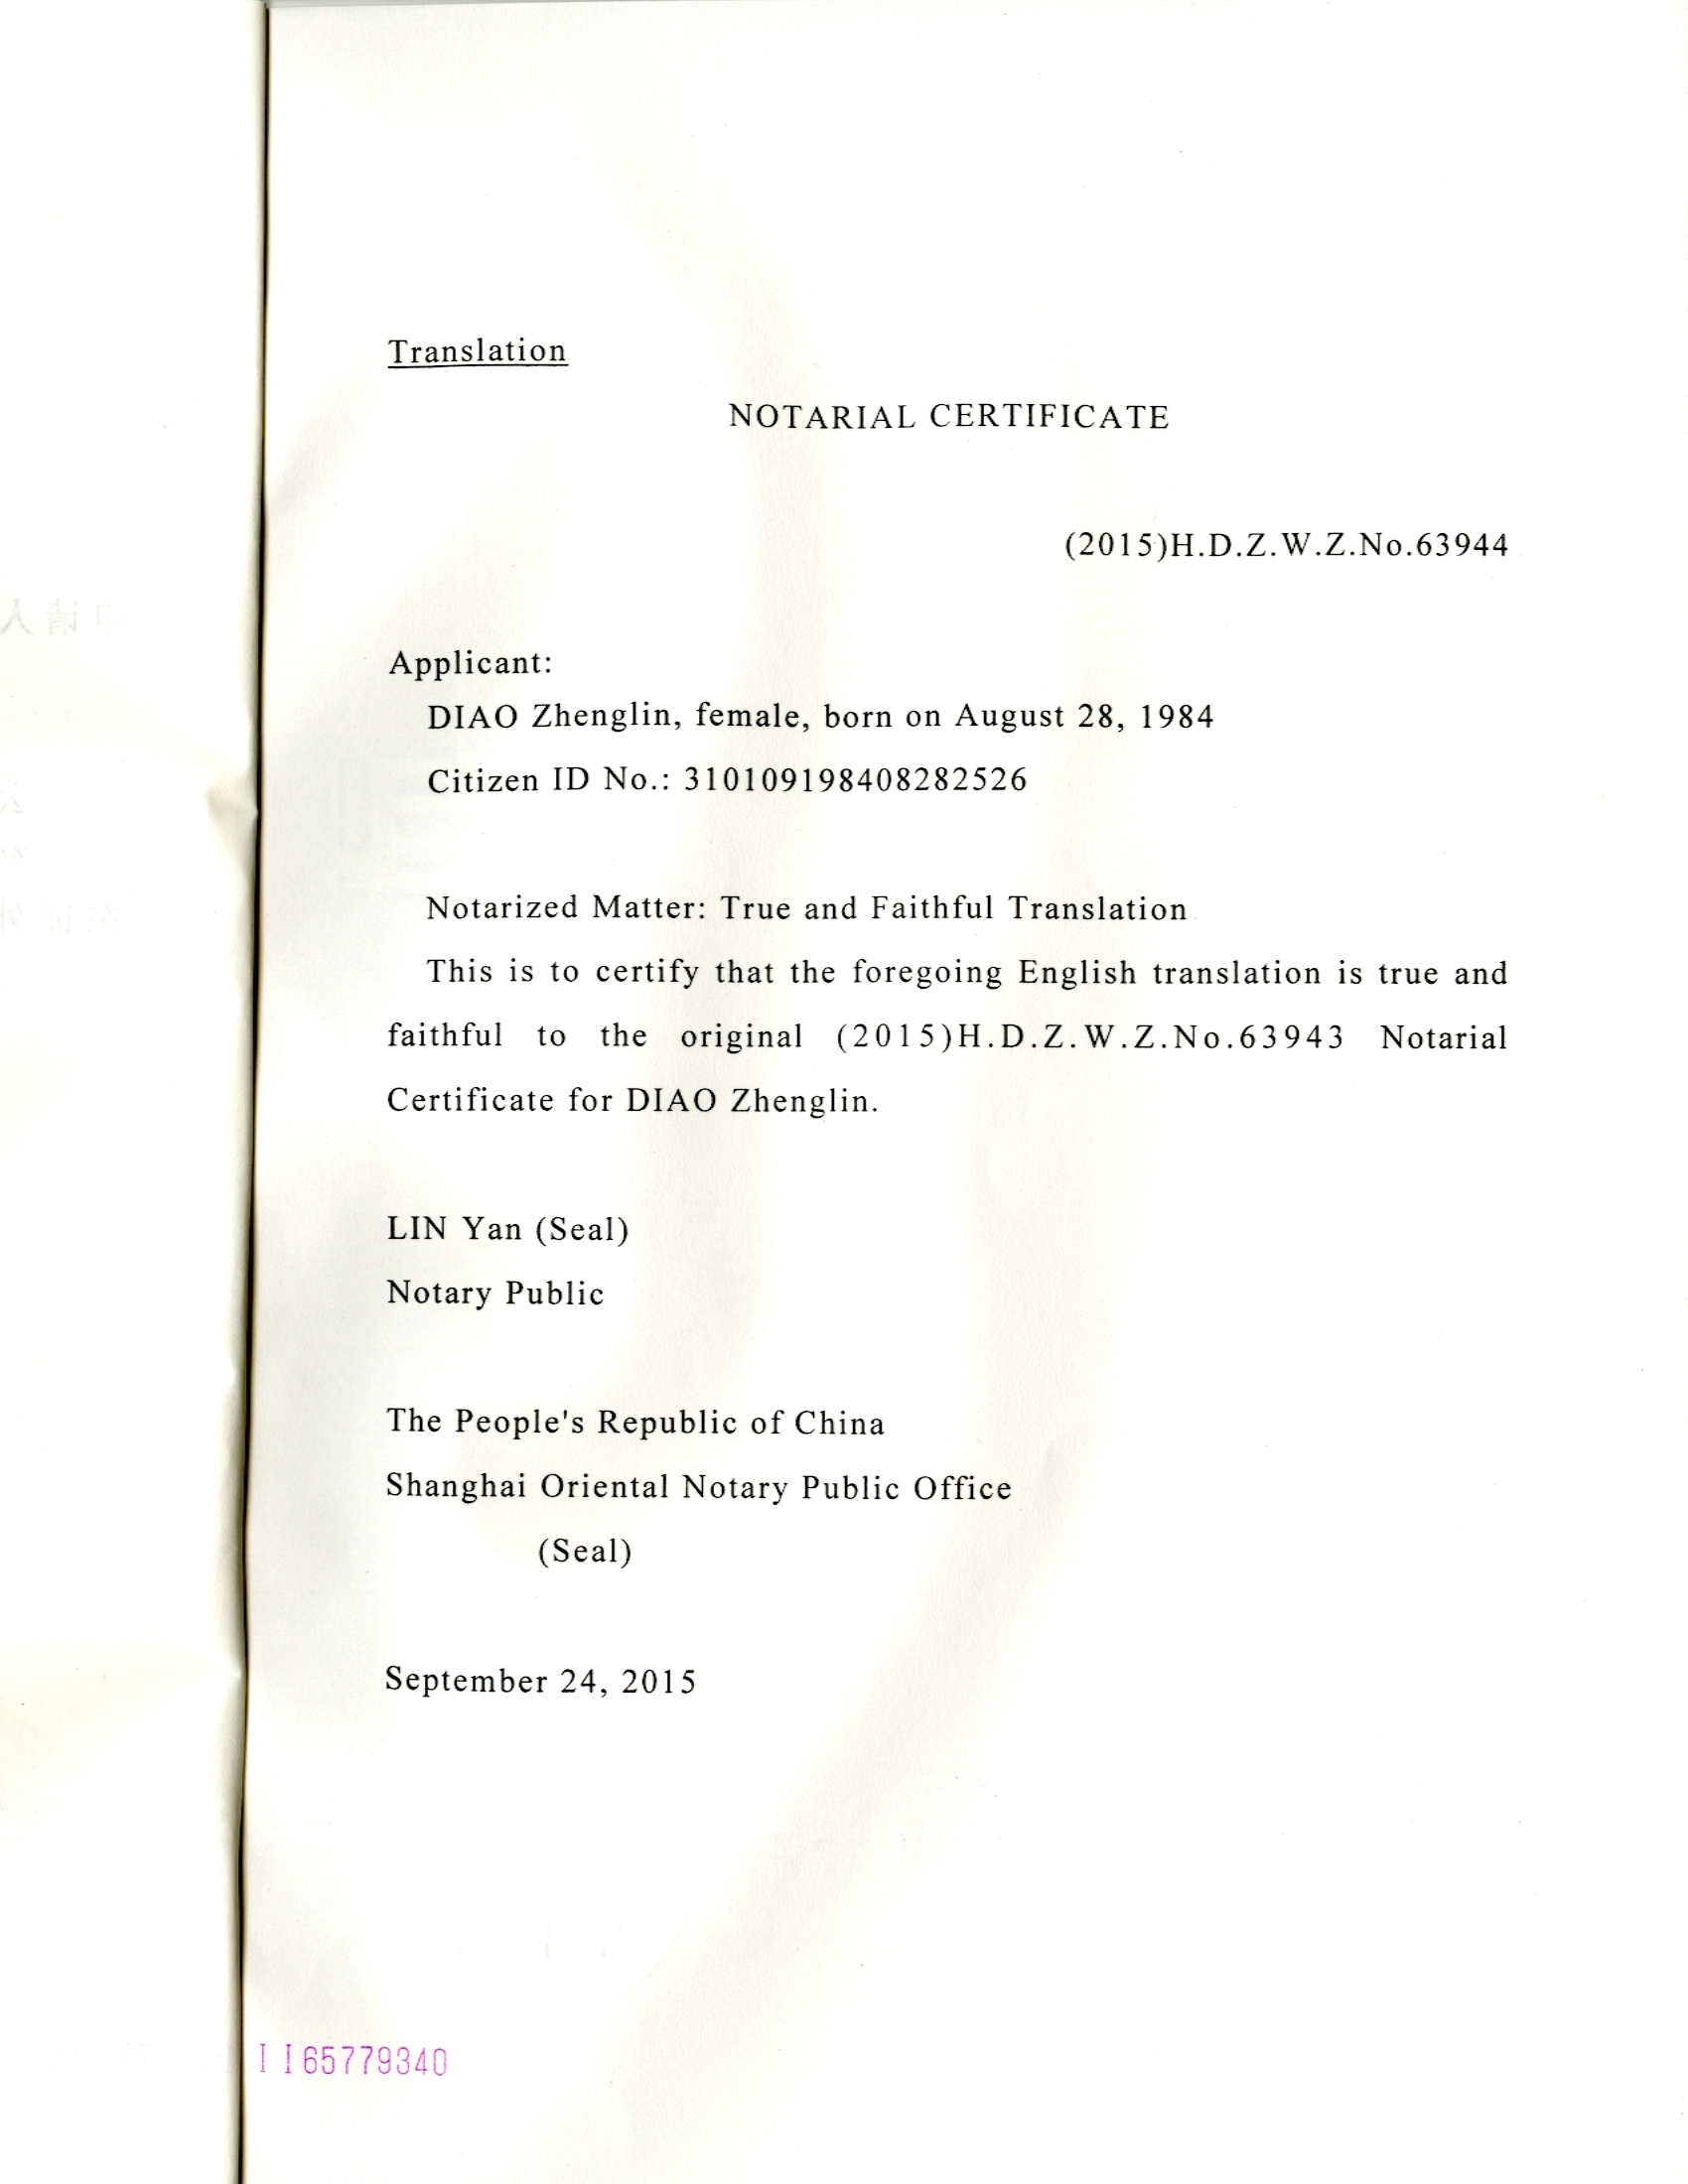 Translation
NOTARIAL CERTIFICATE
(2015)H.D.Z.W.Z.No.63944
Applicant:
DIAO Zhenglin, female, born on August 28, 1984
Citizen ID No.: 310109198408282526
Notarized Matter: True and Faithful Translation
This is to certify that the foregoing English translation is true and
faithful to the original (2015)H.D.Z.W.Z.No.63943 Notarial
Certificate for DIAO Zhenglin.
LIN Yan (Seal)
Notary Public
The People's Republic of China
Shanghai Oriental Notary Public Office
(Seal)
September 24, 2015
I I 65779340